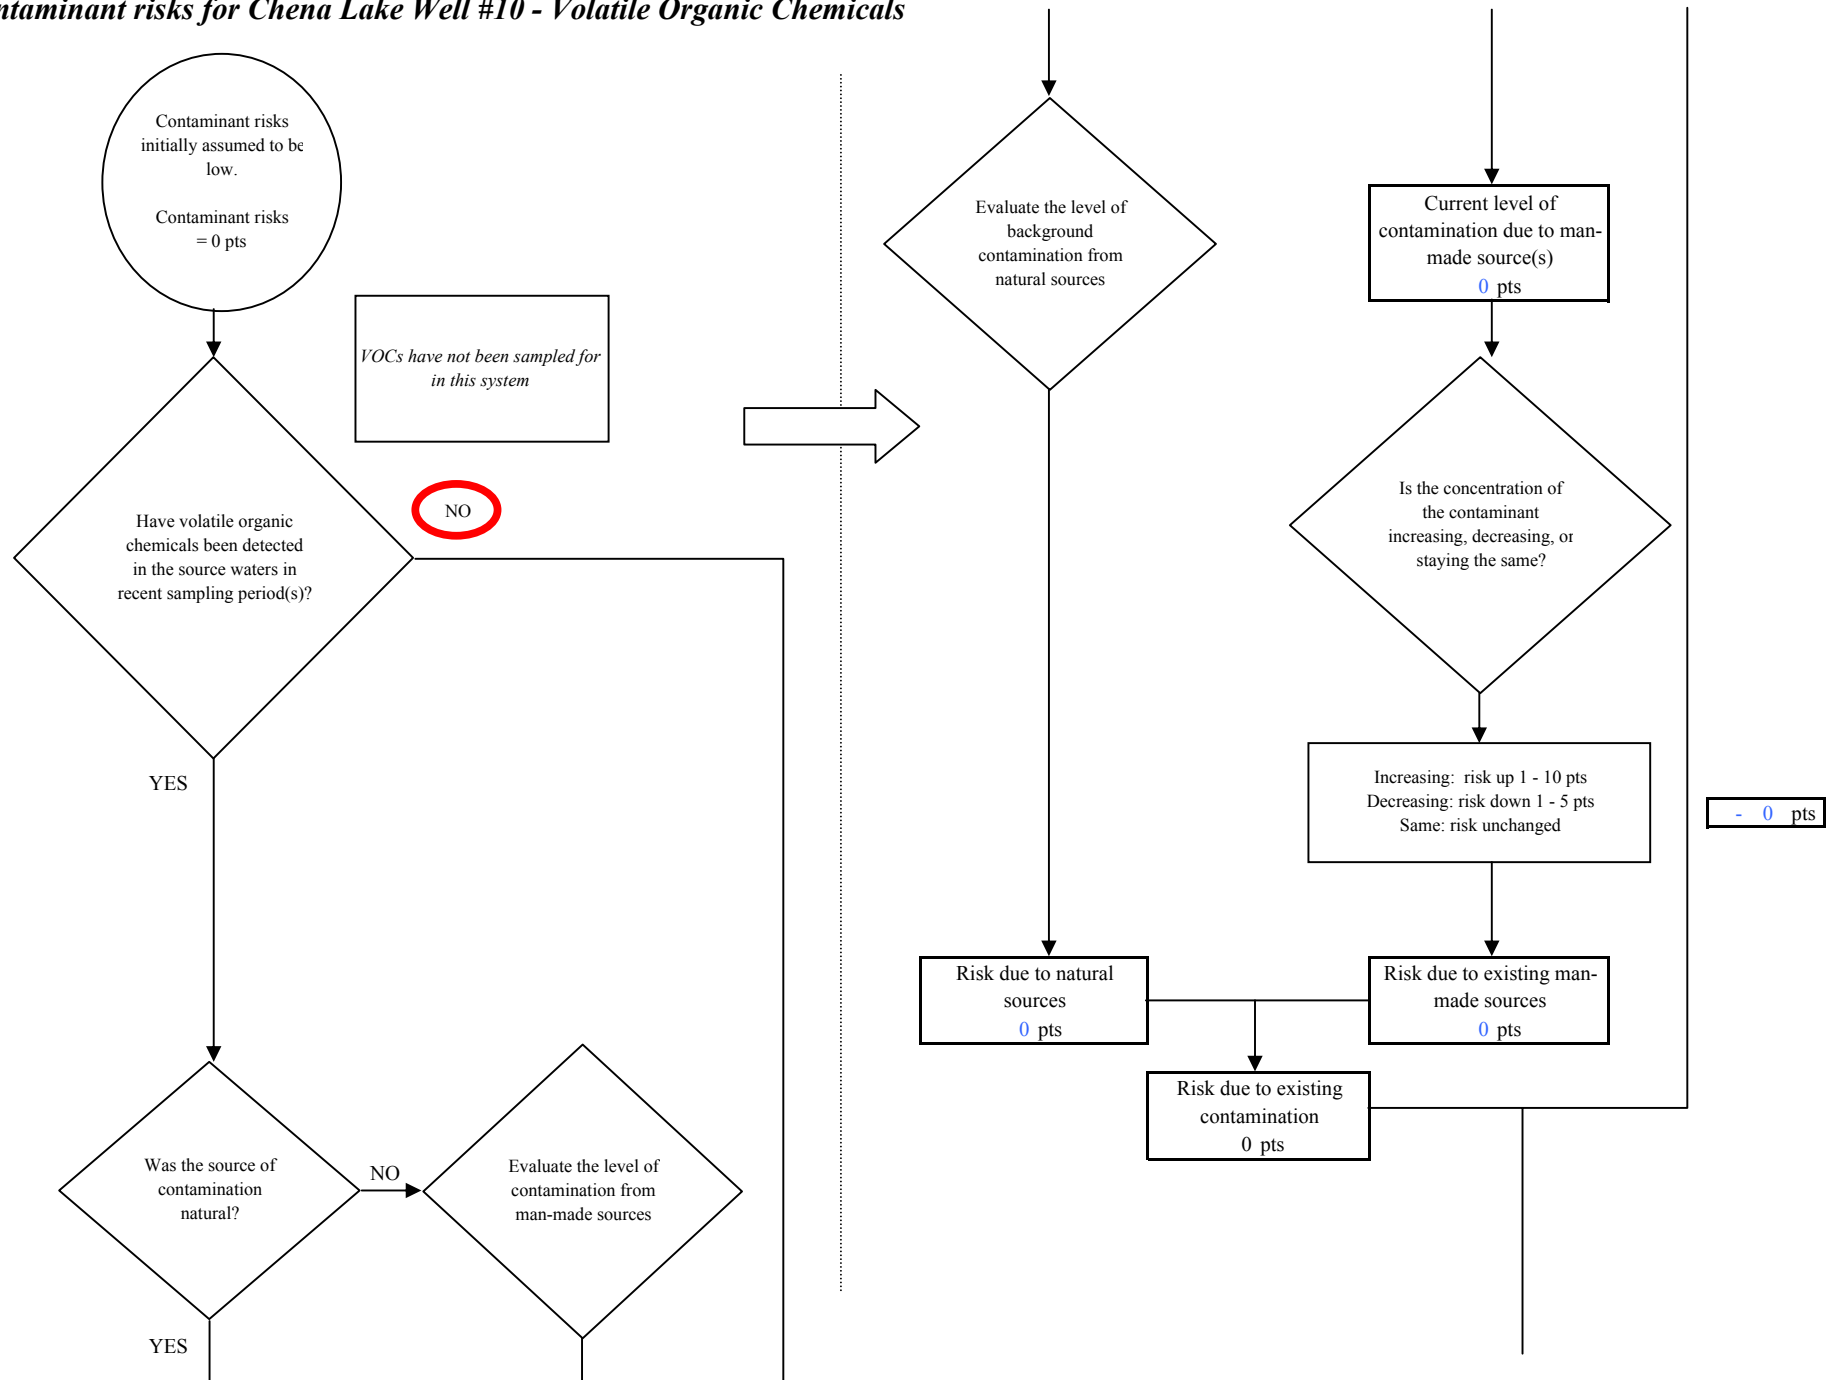 ntaminant risks for Chena Lake Well #10 - Volatile Organic Chemicals
Contaminant risks
initially assumed to be
low.
Contaminant risks
= 0 pts
VOCs have not been sampled for
in this system
NO
Have volatile organic
chemicals been detected
in the source waters in
recent sampling period(s)?
YES
Was the source of
contamination
natural?
NO
Evaluate the level of
contamination from
man-made sources
YES
Evaluate the level of
background
contamination from
natural sources
Current level of
contamination due to man-
made source(s)
0 pts
Is the concentration of
the contaminant
increasing, decreasing, or
staying the same?
Increasing: risk up 1 - 10 pts
Decreasing: risk down 1 - 5 pts
Same: risk unchanged
- 0 pts
Risk due to natural
sources
0 pts
Risk due to existing man-
made sources
0 pts
Risk due to existing
contamination
0 pts